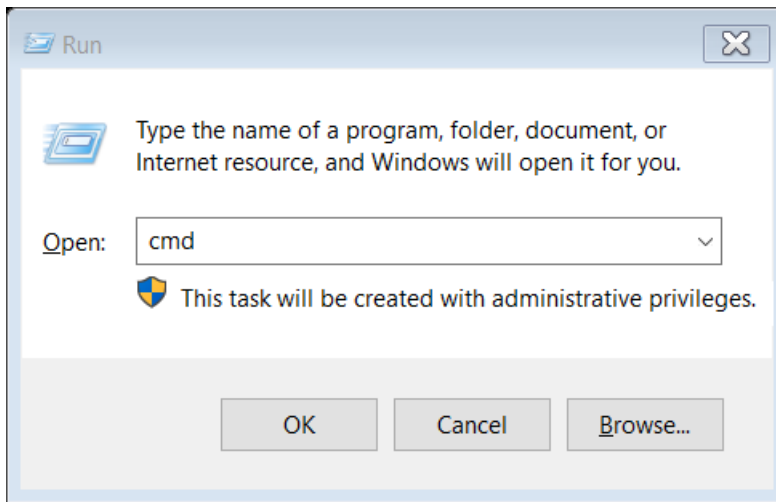 Run
Type the name of a program, folder, document, or
Internet resource, and Windows will open it for you.
Open: cmd
This task will be created with administrative privileges.
OK Cancel Browse...